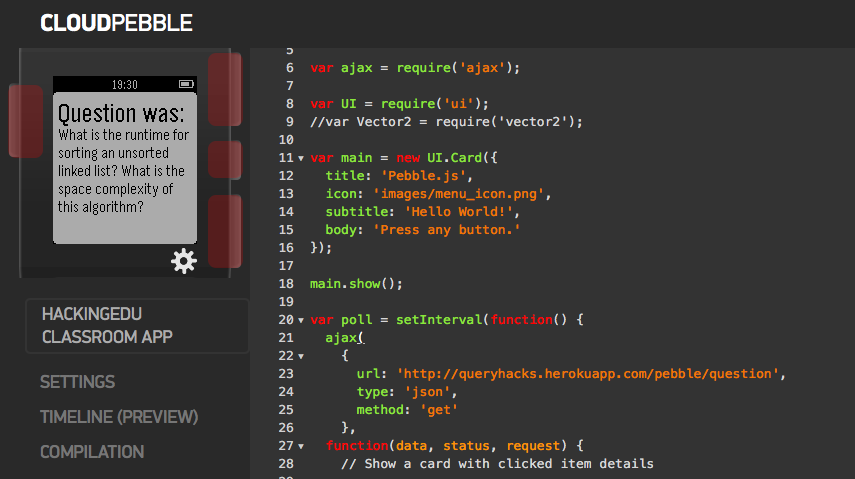 CLOUDPEBBLE
19:30
Question was:
What is the runtime for
sorting an unsorted
linked list? What is the
space complexity of
this algorithm?
HACKINGEDU
CLASSROOM APP
SETTINGS
TIMELINE (PREVIEW)
COMPILATION
5
6 var ajax = require('ajax');
7
8 var UI = require('ui');
9 //var Vector2 = require('vector2');
10
11 var main = new UI.Card({
12 title: 'Pebble.js',
13 icon: 'images/menu_icon.png',
14 subtitle: 'Hello World!',
15 body: 'Press any button.'
16 });
17
18 main.show();
19
20 var poll = setInterval(function() {
21 ajax(
22 {
23 url: 'http://queryhacks.herokuapp.com/pebble/question',
24 type: 'json',
25 method: 'get'
26 },
27 function(data, status, request) {
28 // Show a card with clicked item details